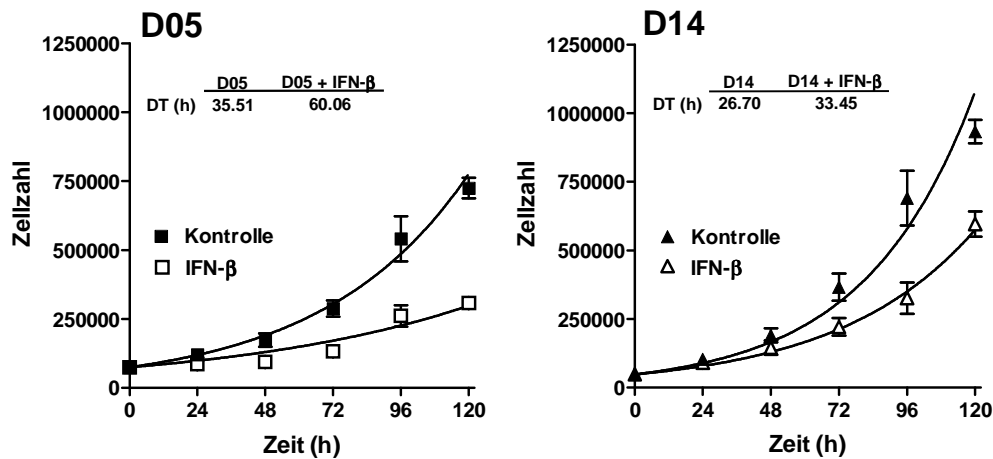 D05
D05 D05 + IFN-β
DT (h) 35.51 60.06
Zellzahl
1250000
1000000
750000
500000
250000
0
Kontrolle
IFN-β
0 24 48 72 96 120
Zeit (h)
D14
D14 D14 + IFN-β
DT (h) 26.70 33.45
Zellzahl
1250000
1000000
750000
500000
250000
0
Kontrolle
IFN-β
0 24 48 72 96 120
Zeit (h)